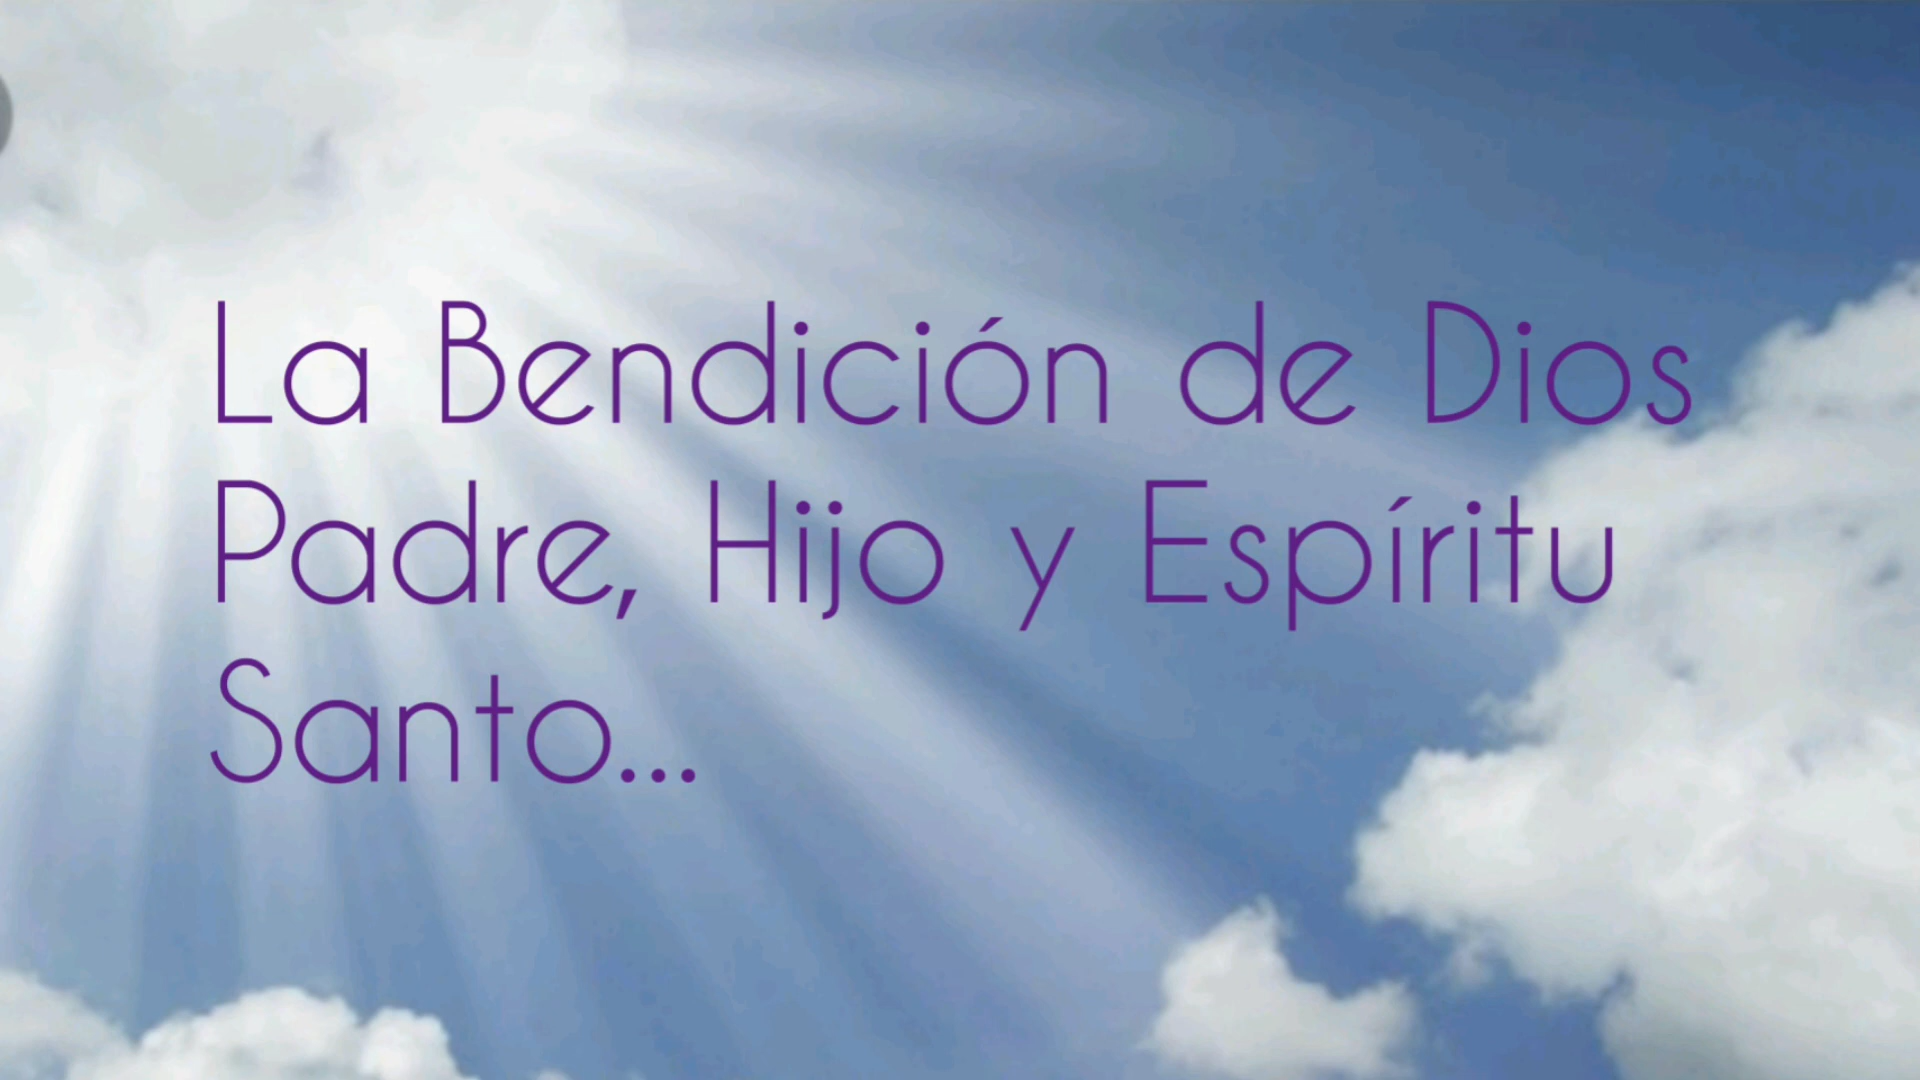 La Bendición de Dios
Padre, Hijo y Espíritu
Santo...